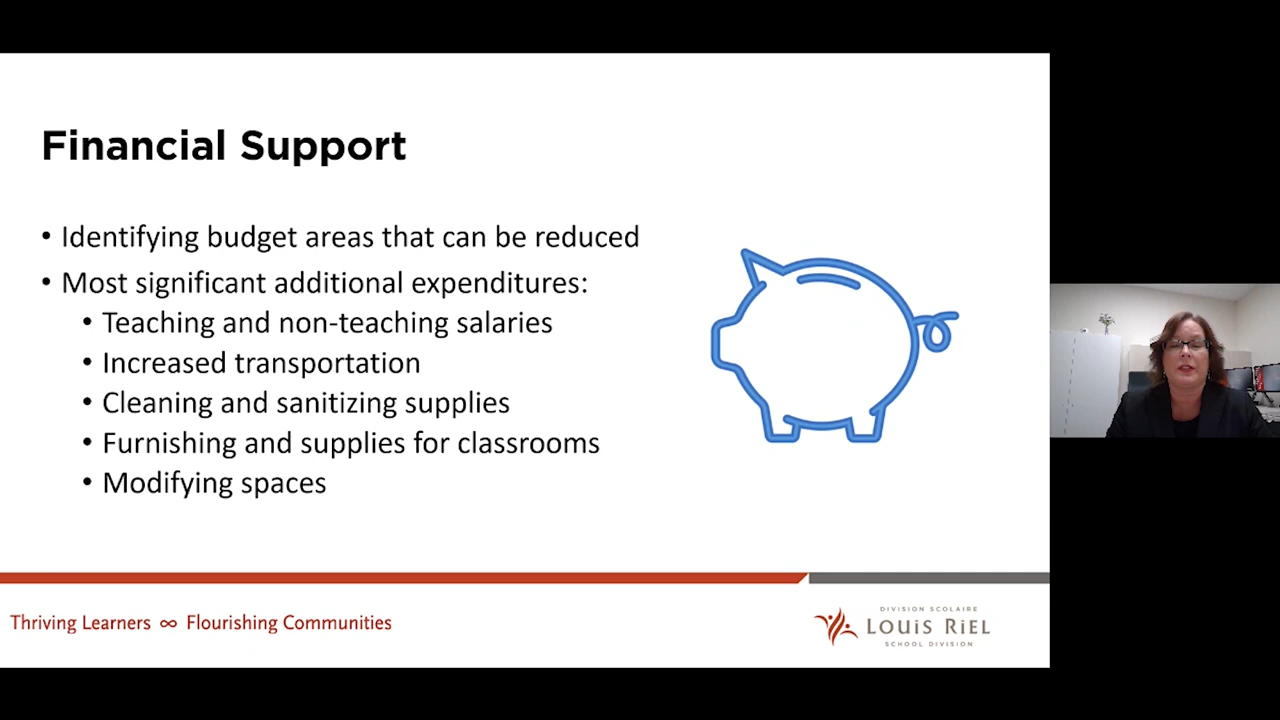 Financial Support
• Identifying budget areas that can be reduced
• Most significant additional expenditures:
• Teaching and non-teaching salaries
• Increased transportation
• Cleaning and sanitizing supplies
• Furnishing and supplies for classrooms
• Modifying spaces
Thriving Learners ∞ Flourishing Communities
DIVISION SCOLAIRE
LOUIS RIEL
SCHOOL DIVISION